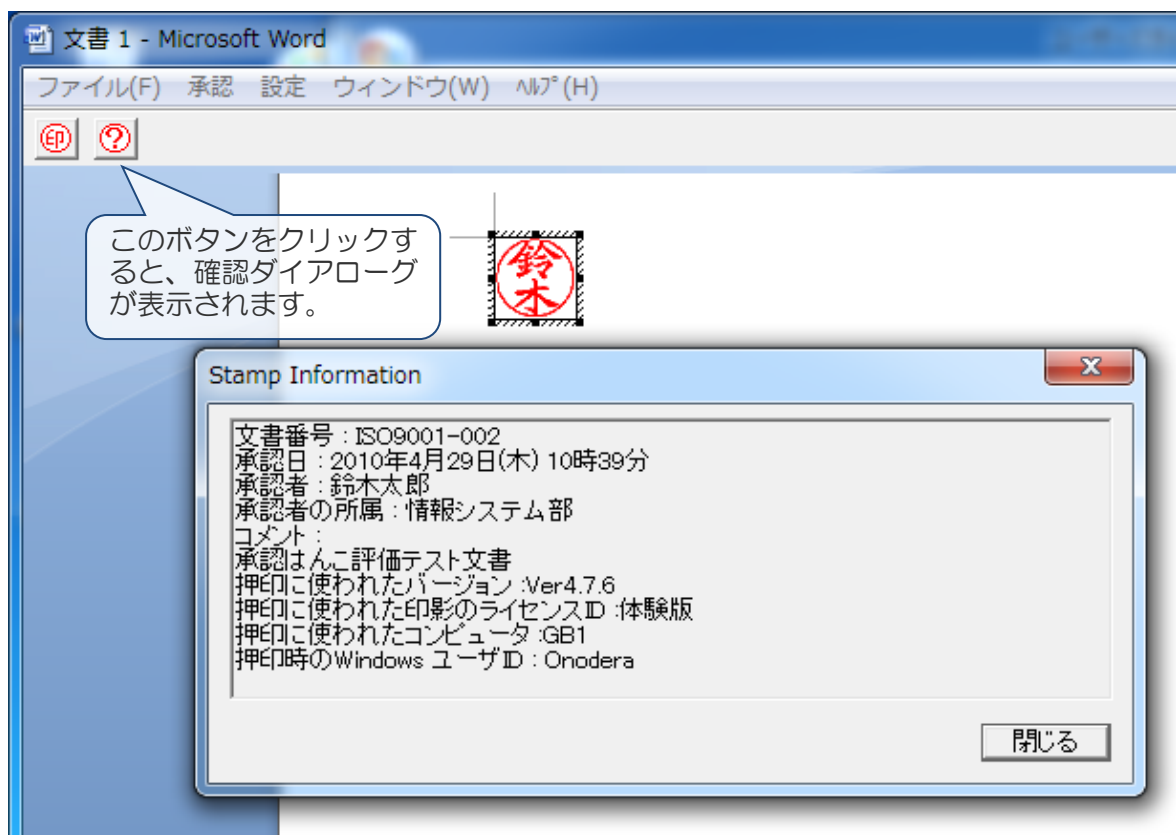 文書 1 - Microsoft Word
ファイル(F) 承認 設定 ウィンドウ(W) ﾍﾙﾌﾟ(H)
印 ?
このボタンをクリックす
ると、確認ダイアローグ
が表示されます。
鈴
木
Stamp Information
文書番号 : ISO9001-002
承認日 : 2010年4月29日(木) 10時39分
承認者 : 鈴木太郎
承認者の所属 : 情報システム部
コメント :
承認はんこ評価テスト文書
押印に使われたバージョン :Ver4.7.6
押印に使われた印影のライセンスID :体験版
押印に使われたコンピュータ :GB1
押印時のWindows ユーザID : Onodera
閉じる